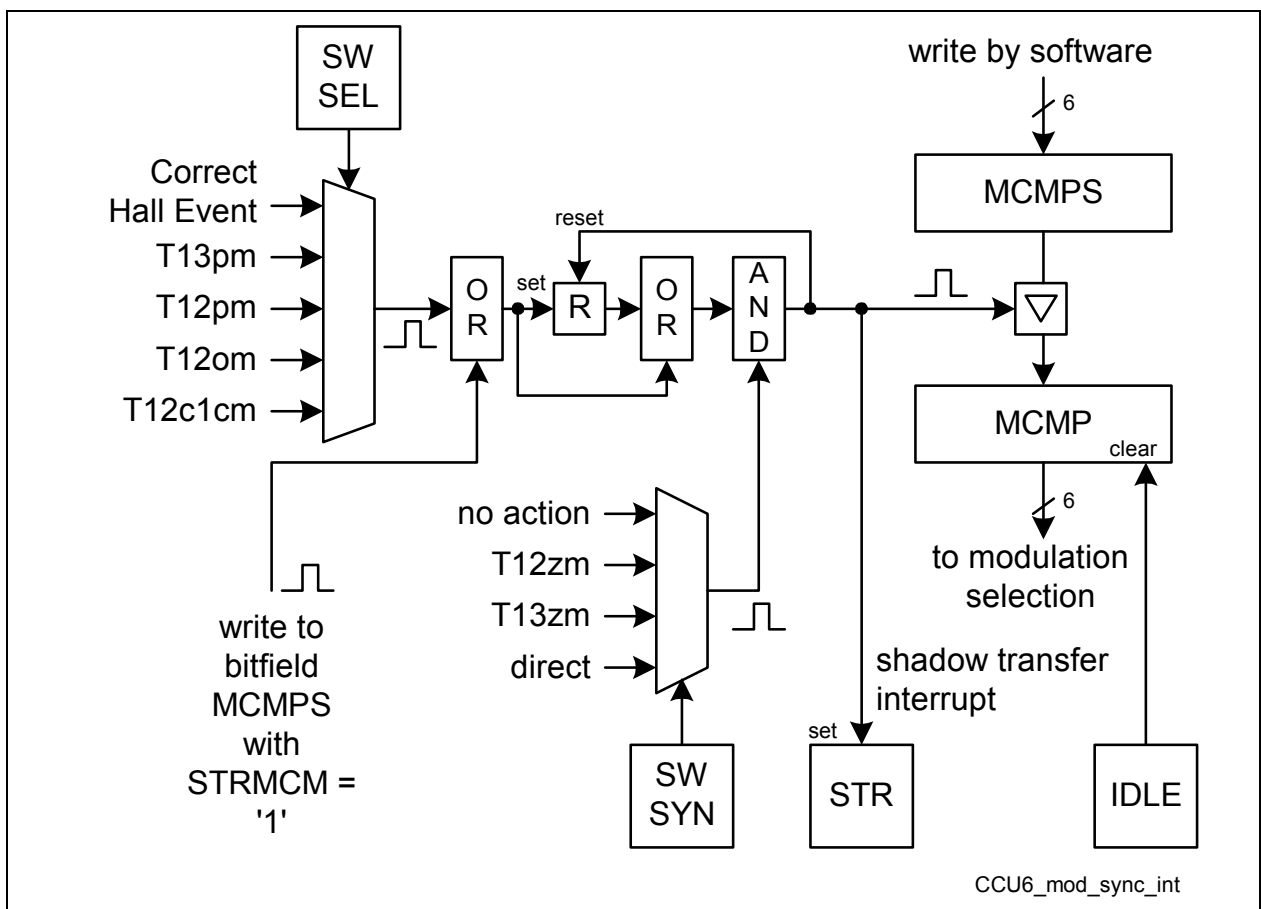 SW
SEL
write by software
6
MCMPS
Correct
Hall Event
T13pm
T12pm
T12om
T12c1cm
reset
O
R
set
R
O
R
A
N
D
MCMP
clear
6
to modulation
selection
no action
T12zm
T13zm
direct
write to
bitfield
MCMPS
with
STRMCM =
'1'
shadow transfer
interrupt
SW
SYN
set
STR
IDLE
CCU6_mod_sync_int